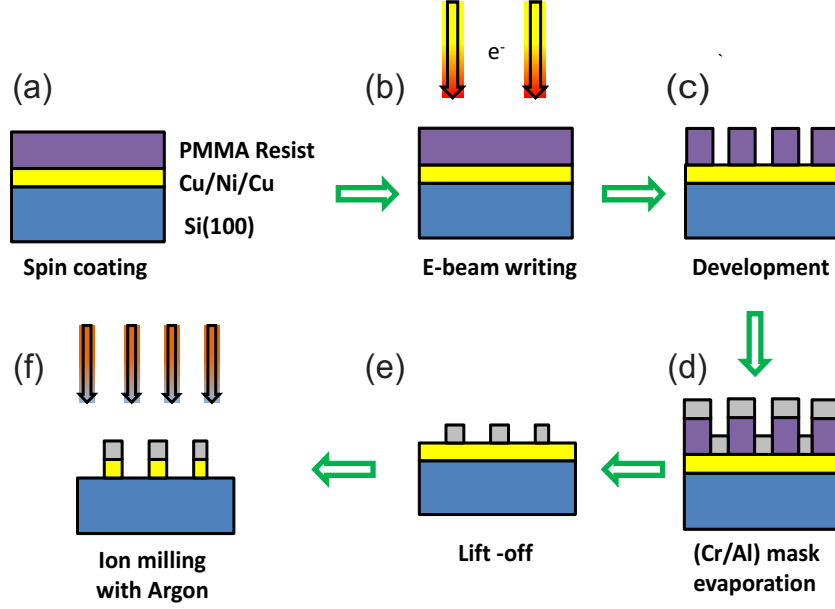 (a)
PMMA Resist
Cu/Ni/Cu
Si(100)
Spin coating
(b)
e-
E-beam writing
(c)
`
Development
(f)
Ion milling
with Argon
(e)
Lift -off
(d)
(Cr/Al) mask
evaporation